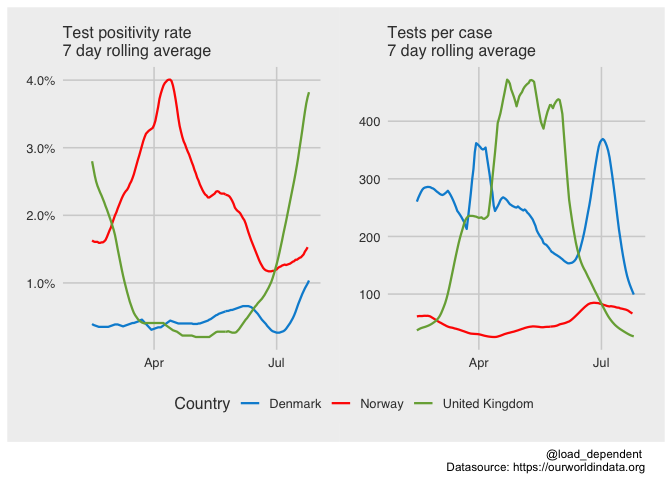 Test positivity rate
7 day rolling average
4.0%
3.0%
2.0%
1.0%
Apr
Jul
Tests per case
7 day rolling average
400
300
200
100
Apr
Jul
Country Denmark Norway United Kingdom
@load_dependent
Datasource: https://ourworldindata.org